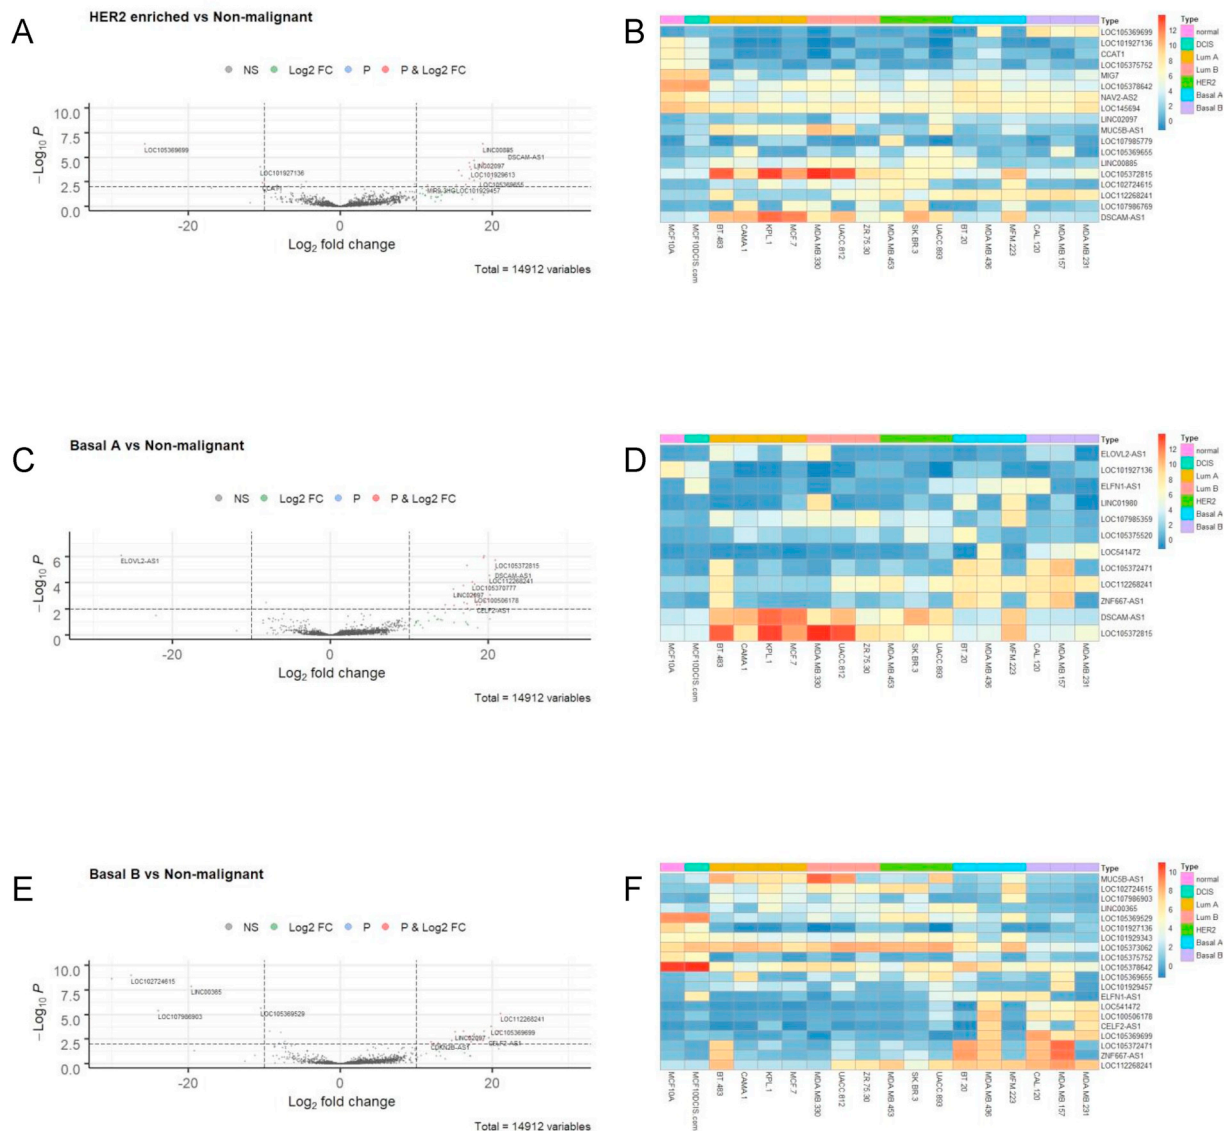 A
HER2 enriched vs Non-malignant
NS Log2 FC P P & Log2 FC
10.0
7.5
5.0
2.5
0.0
− Log10 P
LOC105369699
LOC101927136
CCAT1
LINC00885
DSCAM-AS1
LINC02097
LOC101929613
LOC105369655
LOC101929457
-20 0 20
Log2 fold change
Total = 14912 variables
B
Type
LOC105369699
LOC101927136
CCAT1
LOC105375752
MIG7
LOC105378642
NAV2-AS2
LOC145694
LINC02097
MUC5B-AS1
LOC107985779
LOC105369655
LINC00885
LOC105372815
LOC102724615
LOC112268241
LOC107986769
DSCAM-AS1
MCF10A
MCF10DCIS.com
BT.483
CAMA.1
KPL.1
MCF.7
MDA.MB.330
UACC.812
ZR.75.30
MDA.MB.453
SK.BR.3
UACC.893
BT.20
MDA.MB.436
MFM.223
CAL.120
MDA.MB.157
MDA.MB.231
12
10
8
6
4
2
0
Type
normal
DCIS
Lum A
Lum B
HER2
Basal A
Basal B
C
Basal A vs Non-malignant
NS Log2 FC P P & Log2 FC
6
4
2
0
− Log10 P
ELOVL2-AS1
LOC105372815
DSCAM-AS1
LOC112268241
LOC105370777
LINC02097
LOC100506178
CELF2-AS1
-20 0 20
Log2 fold change
Total = 14912 variables
D
Type
ELOVL2-AS1
LOC101927136
ELFN1-AS1
LINC01980
LOC107985359
LOC105375520
LOC541472
LOC105372471
LOC112268241
ZNF667-AS1
DSCAM-AS1
LOC105372815
MCF10A
MCF10DCIS.com
BT.483
CAMA.1
KPL.1
MCF.7
MDA.MB.330
UACC.812
ZR.75.30
MDA.MB.453
SK.BR.3
UACC.893
BT.20
MDA.MB.436
MFM.223
CAL.120
MDA.MB.157
MDA.MB.231
12
10
8
6
4
2
0
Type
normal
DCIS
Lum A
Lum B
HER2
Basal A
Basal B
E
Basal B vs Non-malignant
NS Log2 FC P P & Log2 FC
10.0
7.5
5.0
2.5
0.0
− Log10 P
LOC102724615
LINC00365
LOC107986903
LOC105369529
LOC112268241
LOC105369699
LINC02097
CELF2-AS1
CDKN2B-AS1
-20 0 20
Log2 fold change
Total = 14912 variables
F
Type
MUC5B-AS1
LOC102724615
LOC107986903
LINC00365
LOC105369529
LOC101927136
LOC101929343
LOC105373062
LOC105375752
LOC105378642
LOC105369655
LOC101929457
ELFN1-AS1
LOC541472
LOC100506178
CELF2-AS1
LOC105369699
LOC105372471
ZNF667-AS1
LOC112268241
MCF10A
MCF10DCIS.com
BT.483
CAMA.1
KPL.1
MCF.7
MDA.MB.330
UACC.812
ZR.75.30
MDA.MB.453
SK.BR.3
UACC.893
BT.20
MDA.MB.436
MFM.223
CAL.120
MDA.MB.157
MDA.MB.231
10
8
6
4
2
0
Type
normal
DCIS
Lum A
Lum B
HER2
Basal A
Basal B